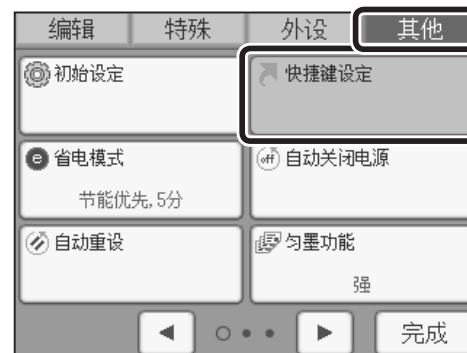 编辑 特殊 外设 其他
初始设定 快捷键设定
省电模式 off 自动关闭电源
节能优先, 5分
自动重设 匀墨功能
强
完成